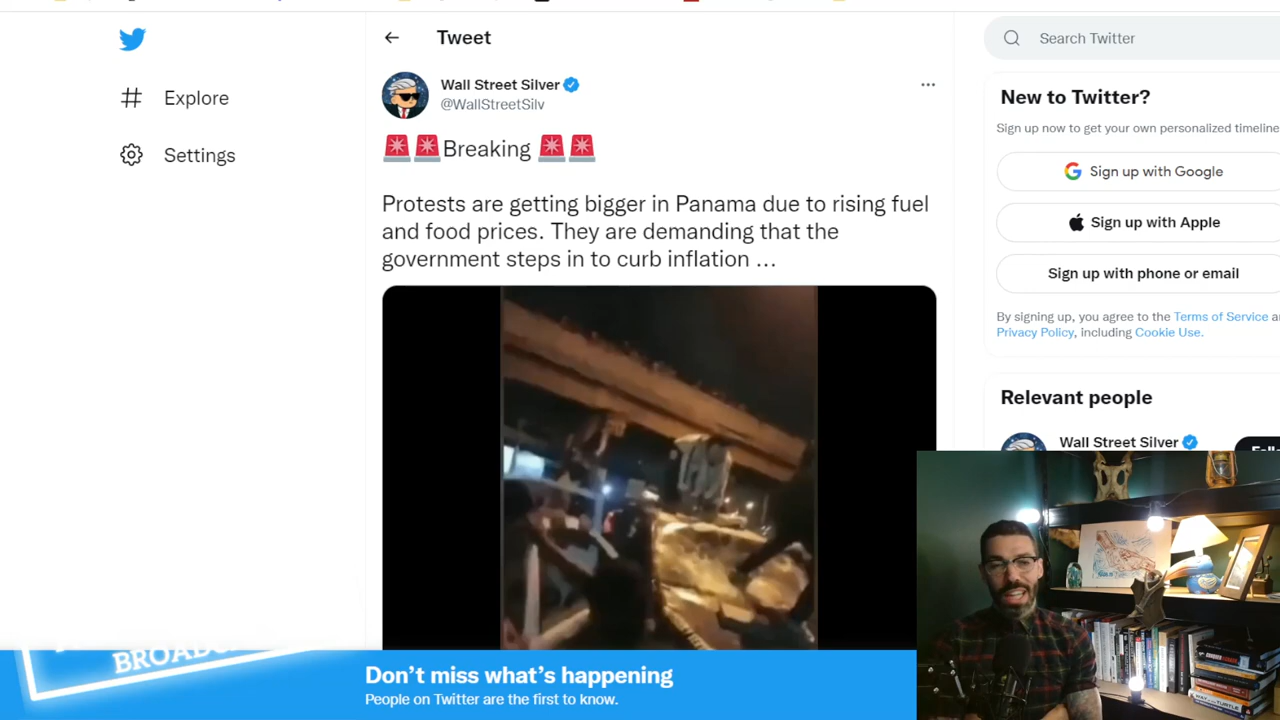 Tweet
Search Twitter
Explore
Settings
Wall Street Silver
@WallStreetSilv
🚨🚨Breaking 🚨🚨
Protests are getting bigger in Panama due to rising fuel
and food prices. They are demanding that the
government steps in to curb inflation …
New to Twitter?
Sign up now to get your own personalized timeline
Sign up with Google
Sign up with Apple
Sign up with phone or email
By signing up, you agree to the Terms of Service
Privacy Policy, including Cookie Use.
Relevant people
Wall Street Silver
Don’t miss what’s happening
People on Twitter are the first to know.